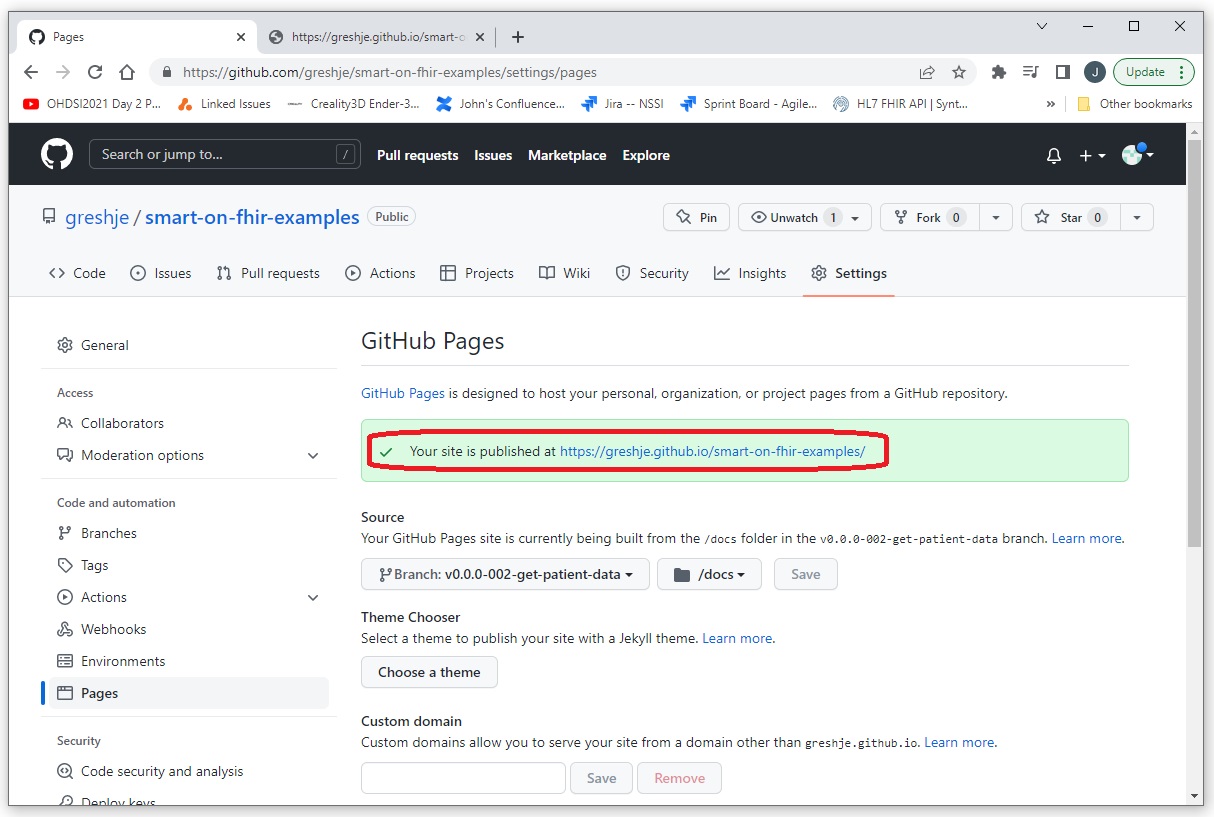 Pages
https://greshje.github.io/smart-o
https://github.com/greshje/smart-on-fhir-examples/settings/pages
J
Update
OHDSI2021 Day 2 P...
Linked Issues
Creality3D Ender-3...
John's Confluence...
Jira -- NSSI
Sprint Board - Agile...
HL7 FHIR API | Synt...
»
Other bookmarks
Search or jump to...
/
Pull requests
Issues
Marketplace
Explore
greshje / smart-on-fhir-examples
Public
Pin
Unwatch 1
Fork 0
Star 0
Code
Issues
Pull requests
Actions
Projects
Wiki
Security
Insights
Settings
General
Access
Collaborators
Moderation options
Code and automation
Branches
Tags
Actions
Webhooks
Environments
Pages
Security
Code security and analysis
Deploy keys
GitHub Pages
GitHub Pages is designed to host your personal, organization, or project pages from a GitHub repository.
Your site is published at https://greshje.github.io/smart-on-fhir-examples/
Source
Your GitHub Pages site is currently being built from the /docs folder in the v0.0.0-002-get-patient-data branch. Learn more.
Branch: v0.0.0-002-get-patient-data
/docs
Save
Theme Chooser
Select a theme to publish your site with a Jekyll theme. Learn more.
Choose a theme
Custom domain
Custom domains allow you to serve your site from a domain other than greshje.github.io. Learn more.
Save
Remove